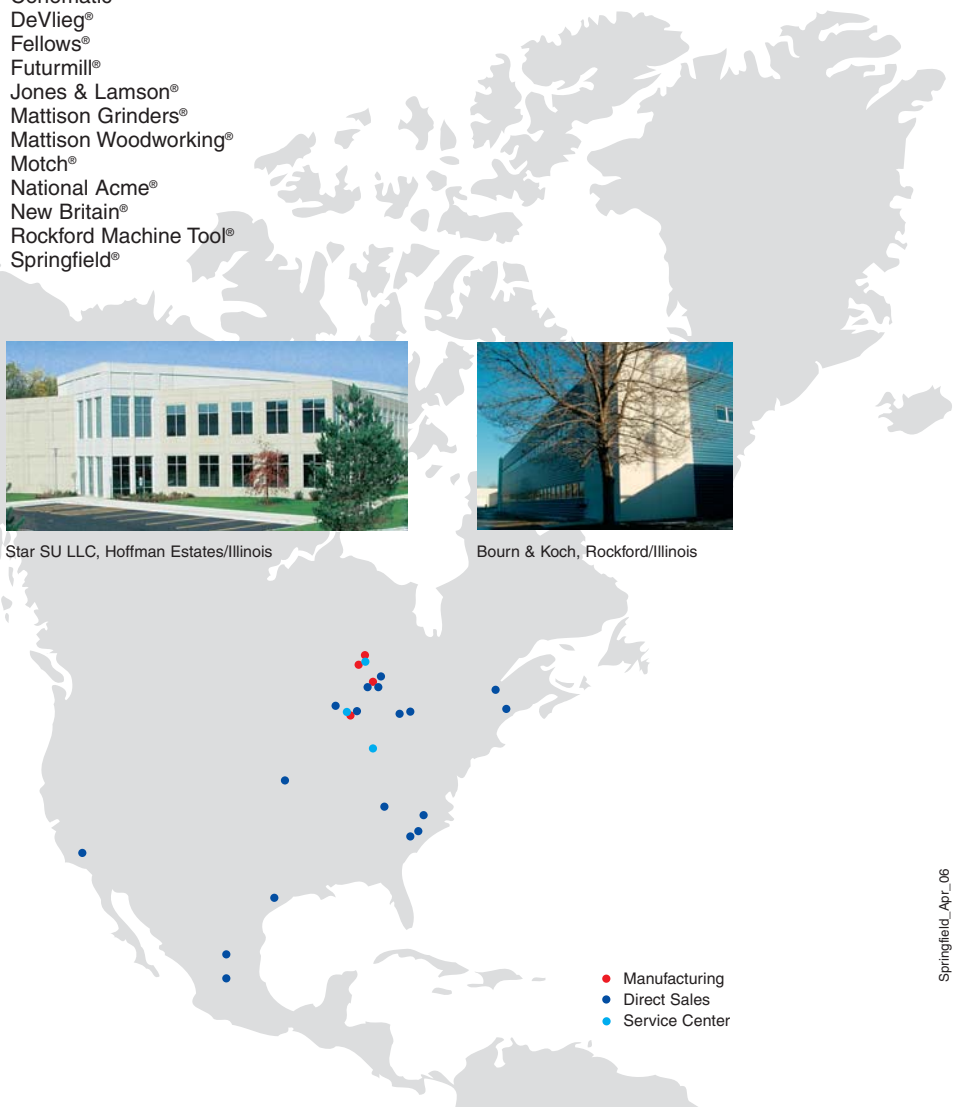 DeVlieg®
Fellows®
Futurmill®
Jones & Lamson®
Mattison Grinders®
Mattison Woodworking®
Motch®
National Acme®
New Britain®
Rockford Machine Tool®
Springfield®
Star SU LLC, Hoffman Estates/Illinois
Bourn & Koch, Rockford/Illinois
Manufacturing
Direct Sales
Service Center
Springfield_Apr_06